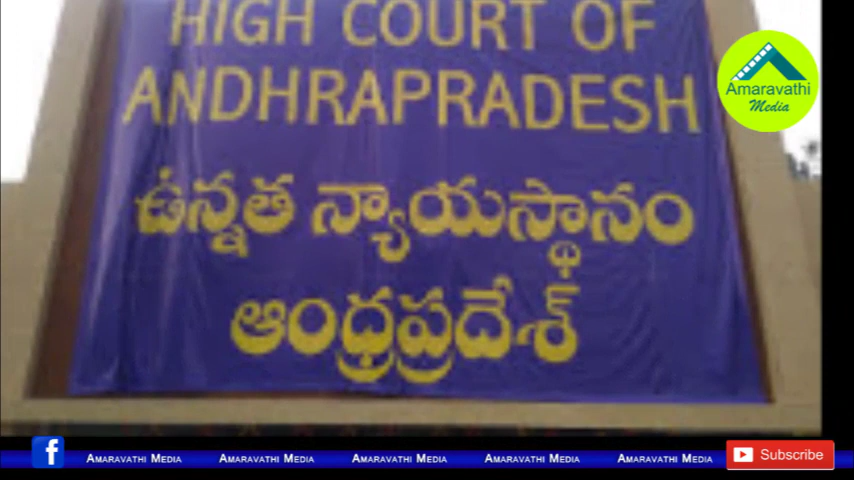 HIGH COURT OF
ANDHRAPRADESH
ఉన్నత న్యాయస్థానం
ఆంధ్రప్రదేశ్
Amaravathi
Media
f
AMARAVATHI MEDIA AMARAVATHI MEDIA AMARAVATHI MEDIA AMARAVATHI MEDIA AMARAVATHI MEDIA
Subscribe